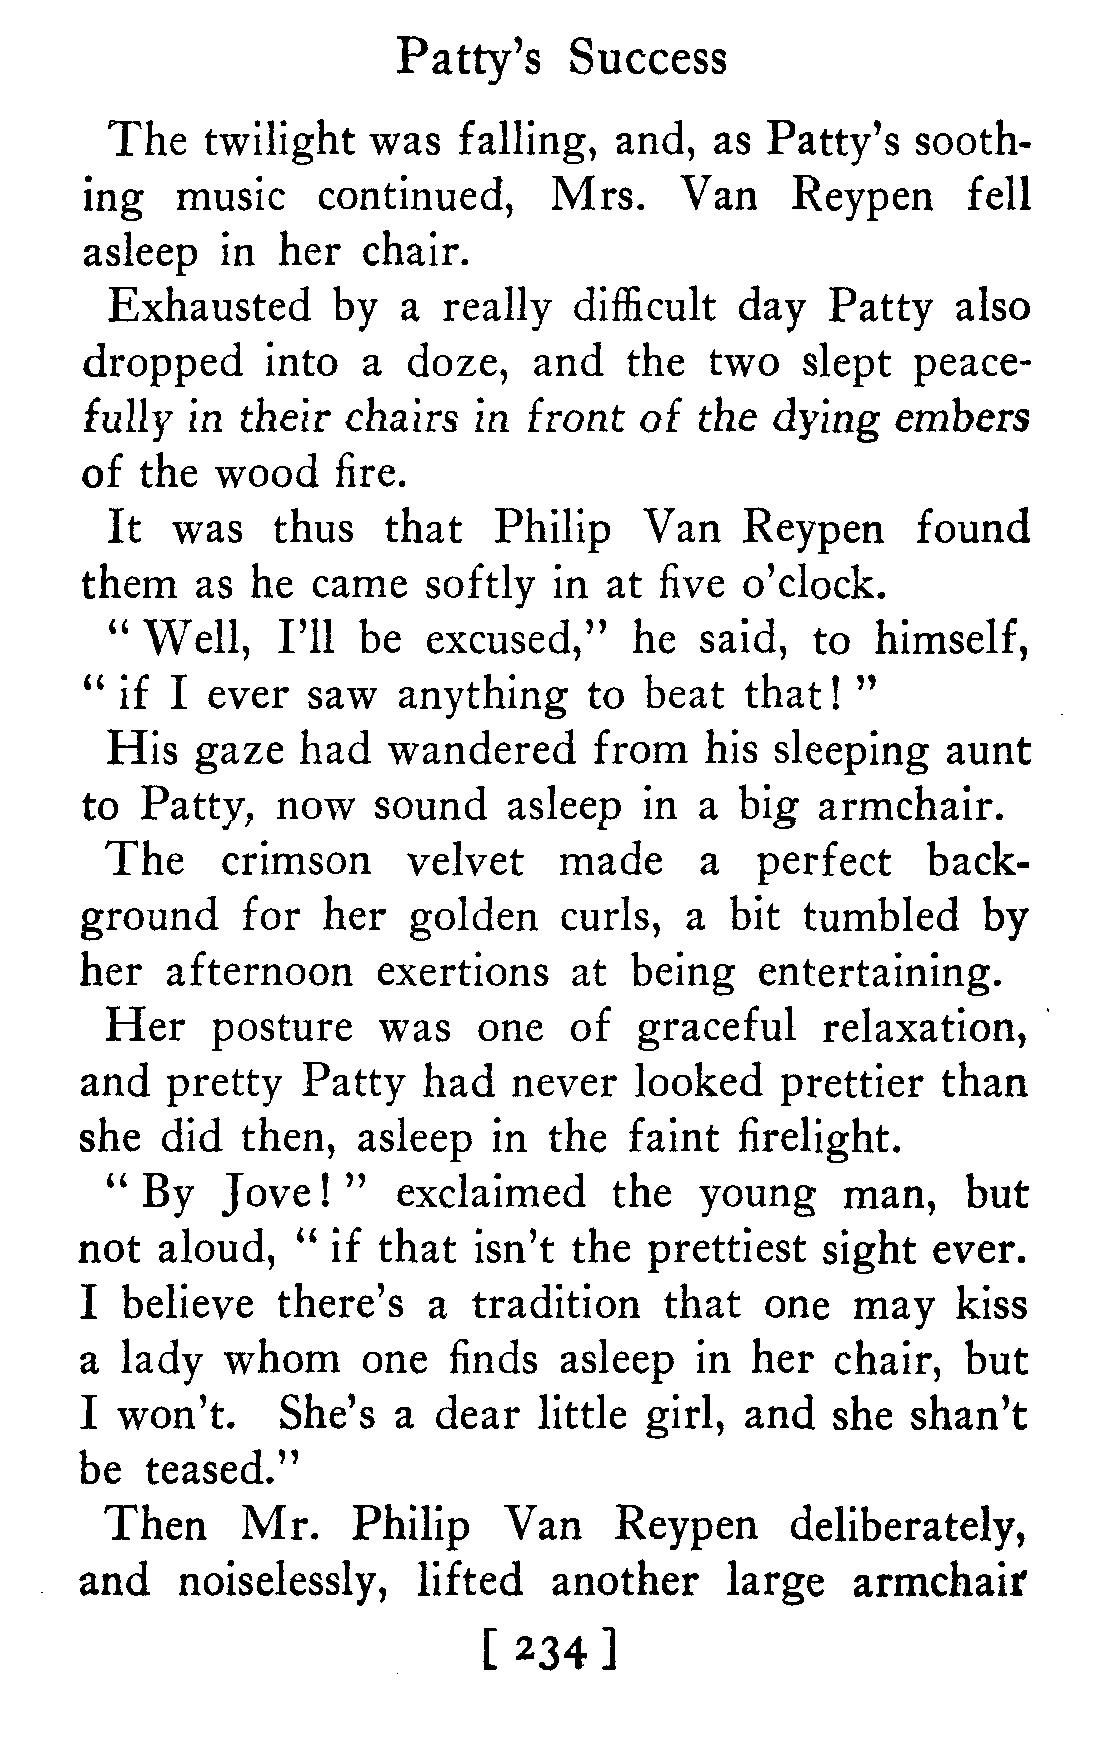 Patty's Success
The twilight was falling, and, as Patty's sooth-
ing music continued, Mrs. Van Reypen fell
asleep in her chair.
Exhausted by a really difficult day Patty also
dropped into a doze, and the two slept peace-
fully in their chairs in front of the dying embers
of the wood fire.
It was thus that Philip Van Reypen found
them as he came softly in at five o'clock.
“ Well, I'll be excused,” he said, to himself,
“ if I ever saw anything to beat that! ”
His gaze had wandered from his sleeping aunt
to Patty, now sound asleep in a big armchair.
The crimson velvet made a perfect back-
ground for her golden curls, a bit tumbled by
her afternoon exertions at being entertaining.
Her posture was one of graceful relaxation,
and pretty Patty had never looked prettier than
she did then, asleep in the faint firelight.
“ By Jove! ” exclaimed the young man, but
not aloud, “ if that isn't the prettiest sight ever.
I believe there's a tradition that one may kiss
a lady whom one finds asleep in her chair, but
I won't. She's a dear little girl, and she shan't
be teased.”
Then Mr. Philip Van Reypen deliberately,
and noiselessly, lifted another large armchair
[ 234 ]